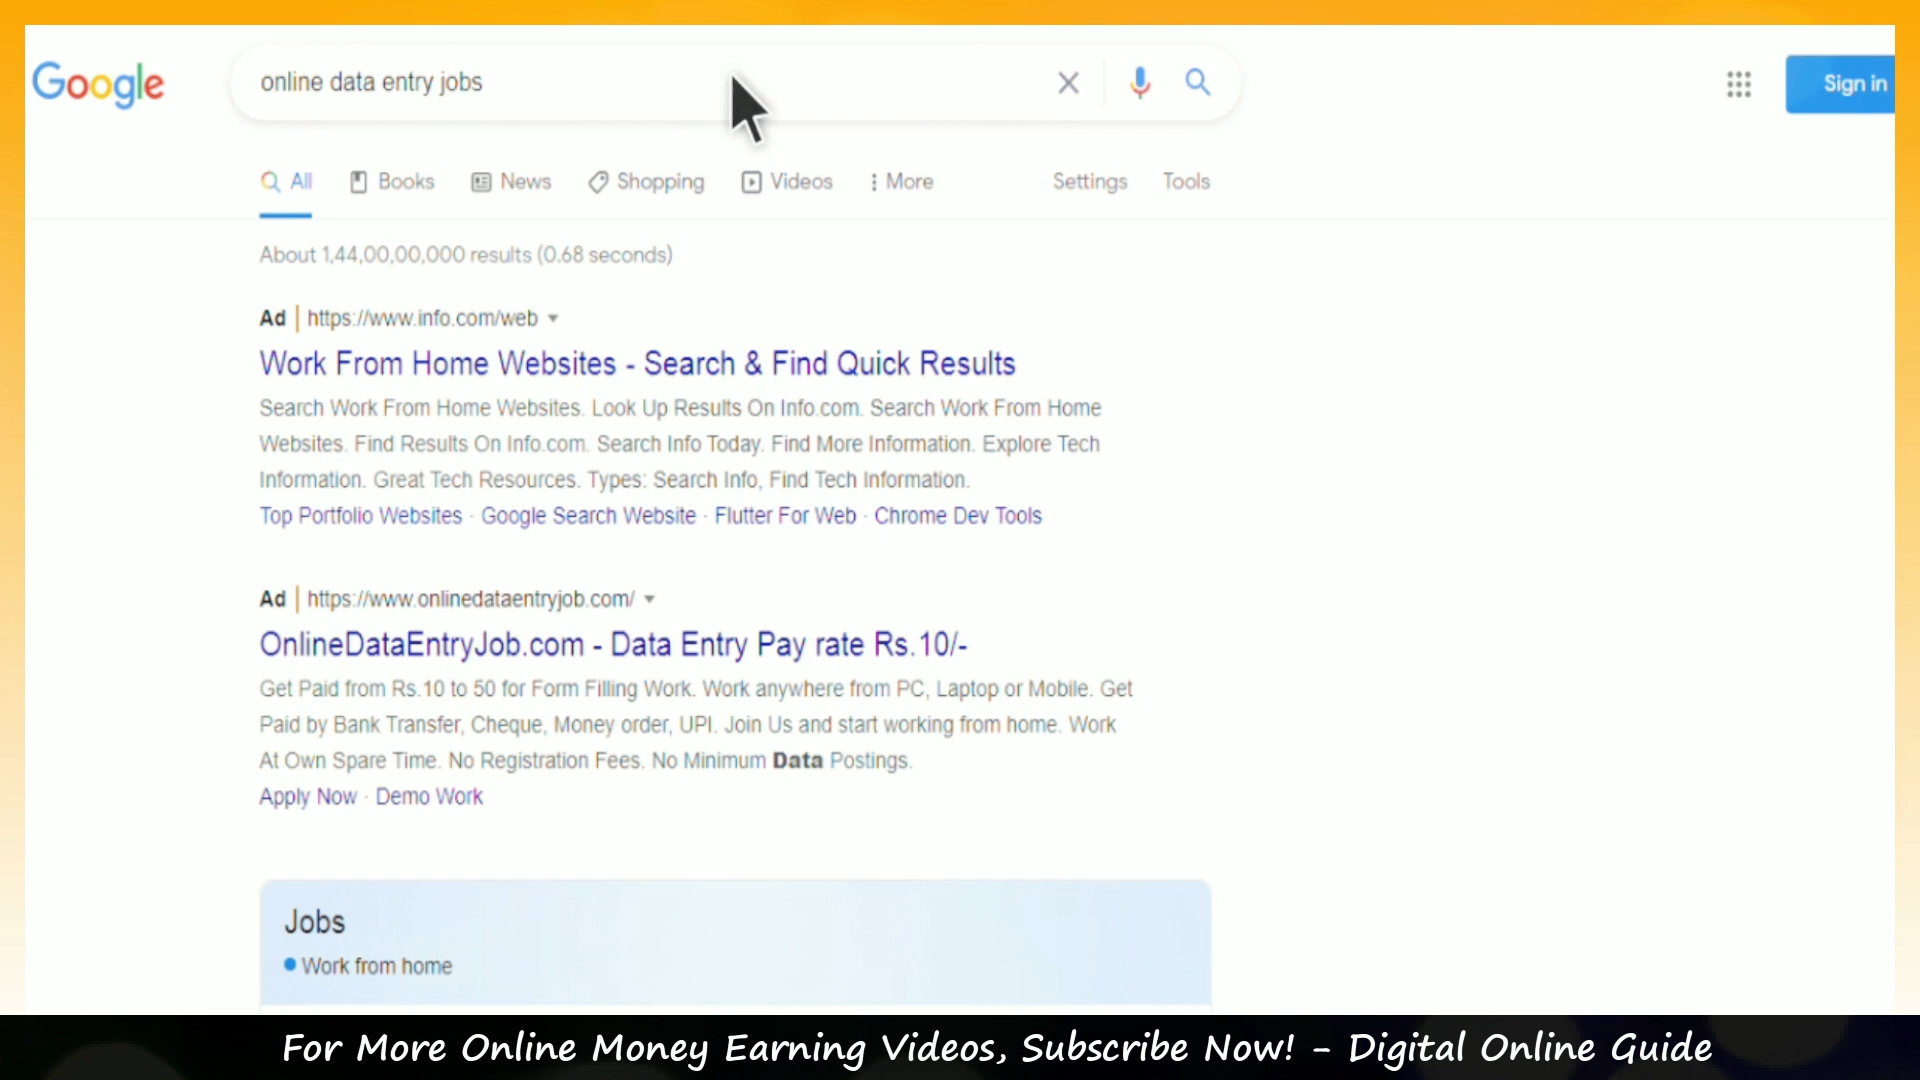 Google
online data entry jobs
Sign in
All Books News Shopping Videos More Settings Tools
About 1,44,00,00,000 results (0.68 seconds)
Ad | https://www.info.com/web
Work From Home Websites - Search & Find Quick Results
Search Work From Home Websites. Look Up Results On Info.com. Search Work From Home
Websites. Find Results On Info.com. Search Info Today. Find More Information. Explore Tech
Information. Great Tech Resources. Types: Search Info, Find Tech Information.
Top Portfolio Websites · Google Search Website · Flutter For Web · Chrome Dev Tools
Ad | https://www.onlinedataentryjob.com/
OnlineDataEntryJob.com - Data Entry Pay rate Rs.10/-
Get Paid from Rs.10 to 50 for Form Filling Work. Work anywhere from PC, Laptop or Mobile. Get
Paid by Bank Transfer, Cheque, Money order, UPI. Join Us and start working from home. Work
At Own Spare Time. No Registration Fees. No Minimum Data Postings.
Apply Now · Demo Work
Jobs
Work from home
For More Online Money Earning Videos, Subscribe Now! - Digital Online Guide